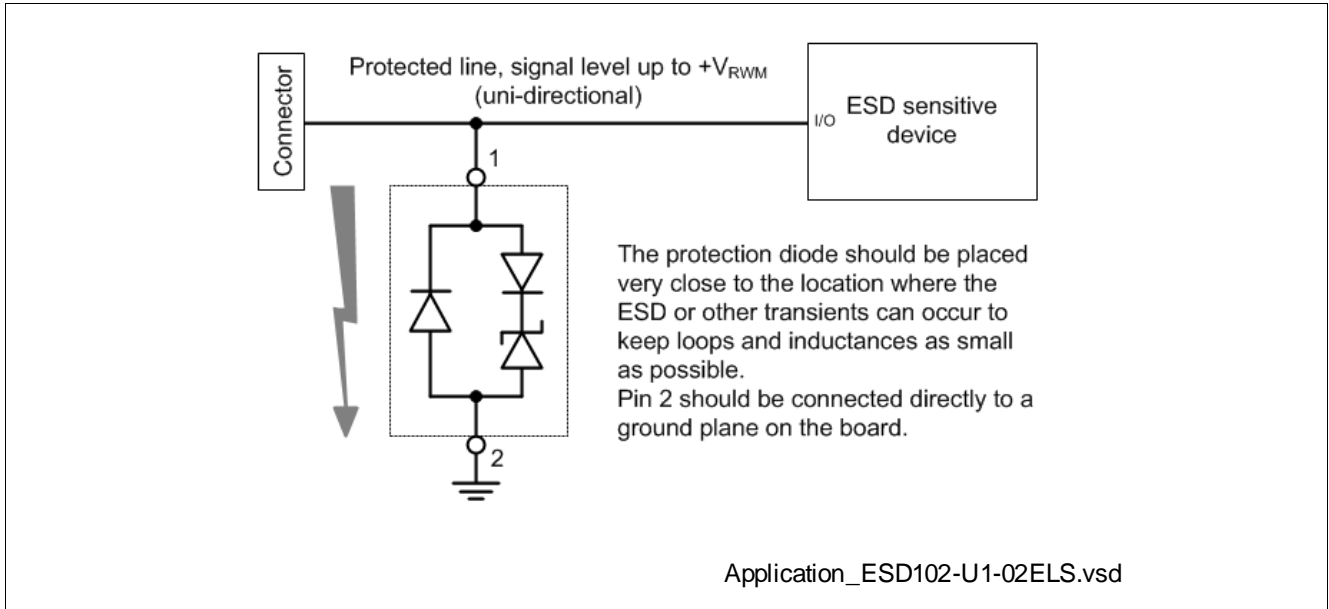 Connector
Protected line, signal level up to +VRWM
(uni-directional)
I/O
ESD sensitive
device
1
The protection diode should be placed
very close to the location where the
ESD or other transients can occur to
keep loops and inductances as small
as possible.
Pin 2 should be connected directly to a
ground plane on the board.
2
Application_ESD102-U1-02ELS.vsd